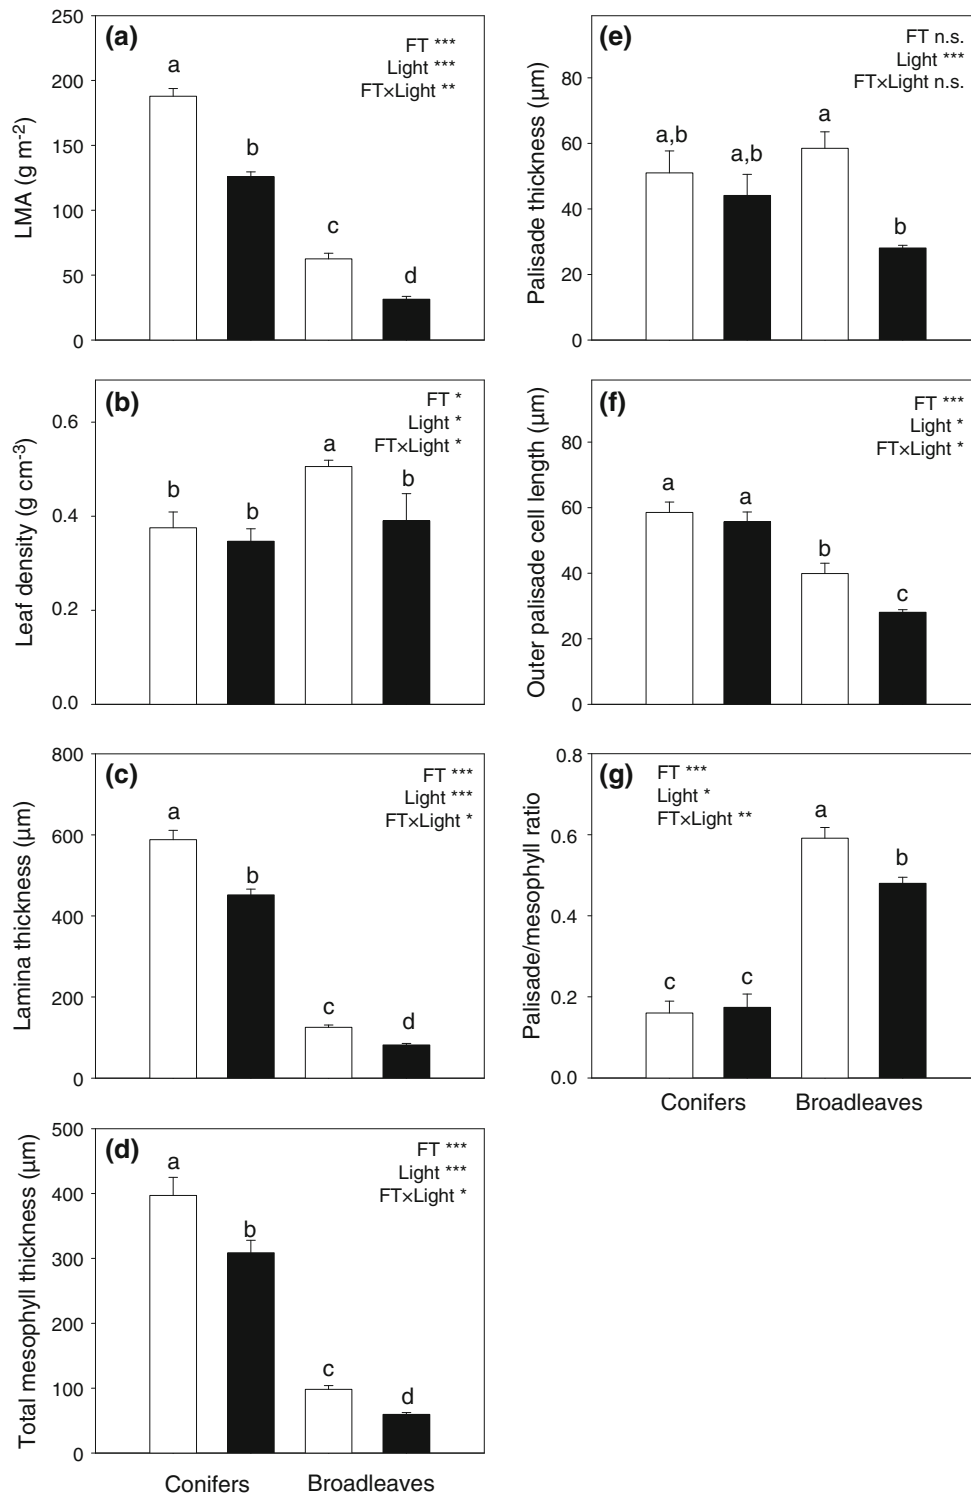 (a)
FT ***
Light ***
FT×Light **
LMA (g m-2)
250
200
150
100
50
0
a
b
c
d
(b)
FT *
Light *
FT×Light *
Leaf density (g cm-3)
0.6
0.4
0.2
0.0
b
b
a
b
(c)
FT ***
Light ***
FT×Light *
Lamina thickness (µm)
800
600
400
200
0
a
b
c
d
(d)
FT ***
Light ***
FT×Light *
Total mesophyll thickness (µm)
500
400
300
200
100
0
a
b
c
d
Conifers Broadleaves
(e)
FT n.s.
Light ***
FT×Light n.s.
Palisade thickness (µm)
80
60
40
20
0
a,b
a,b
a
b
(f)
FT ***
Light *
FT×Light *
Outer palisade cell length (µm)
80
60
40
20
0
a
a
b
c
(g)
FT ***
Light *
FT×Light **
Palisade/mesophyll ratio
0.8
0.6
0.4
0.2
0.0
c
c
a
b
Conifers Broadleaves